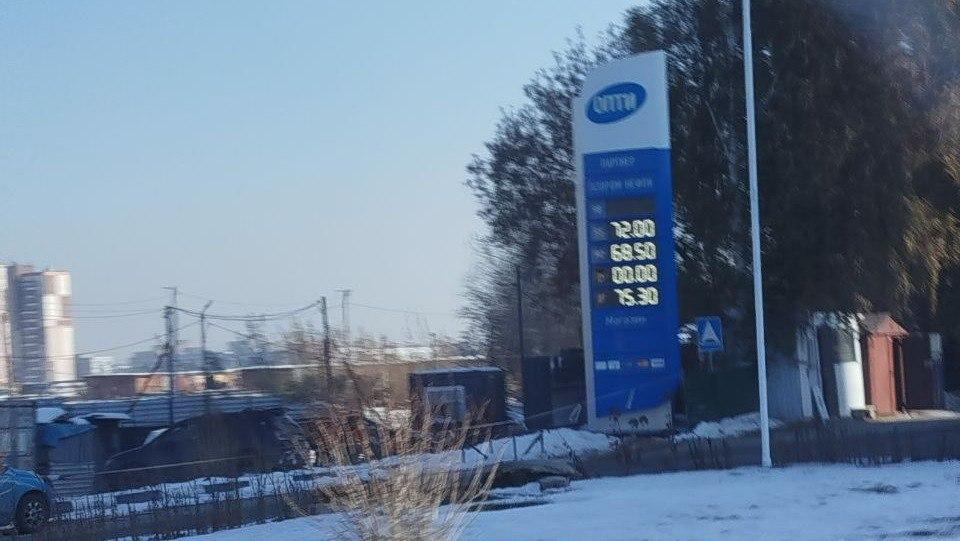 ОПТИ
ПАРТНЕР
ГАЗПРОМ НЕФТИ
72.00
68.50
00.00
75.30
Магазин